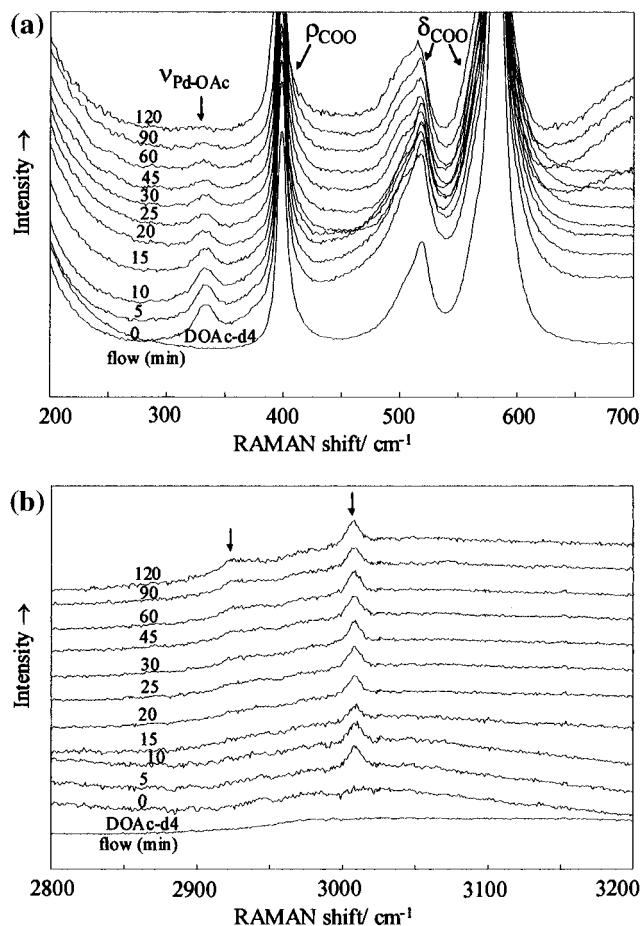 (a)
Intensity →
ρCOO
δCOO
νPd-OAc
120
90
60
45
30
25
20
15
10
5
0
DOAc-d4
flow (min)
200 300 400 500 600 700
RAMAN shift/ cm-1
(b)
Intensity →
120
90
60
45
30
25
20
15
10
5
0
DOAc-d4
flow (min)
2800 2900 3000 3100 3200
RAMAN shift/ cm-1